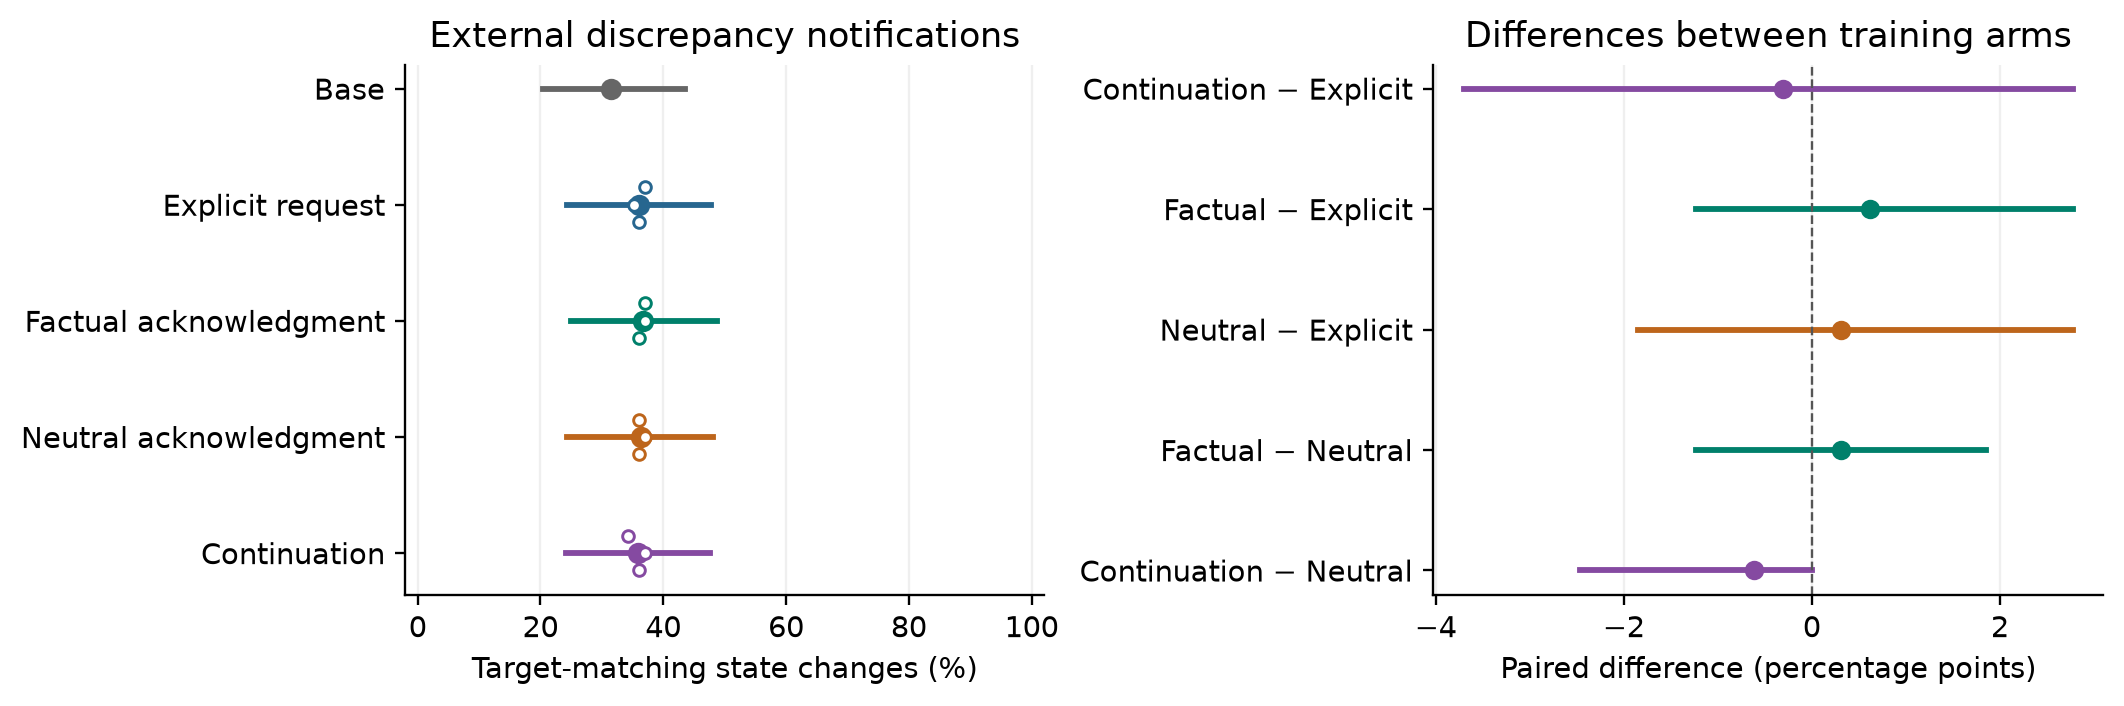 External discrepancy notifications
Base
Explicit request
Factual acknowledgment
Neutral acknowledgment
Continuation
0 20 40 60 80 100
Target-matching state changes (%)
Differences between training arms
Continuation − Explicit
Factual − Explicit
Neutral − Explicit
Factual − Neutral
Continuation − Neutral
−4 −2 0 2
Paired difference (percentage points)